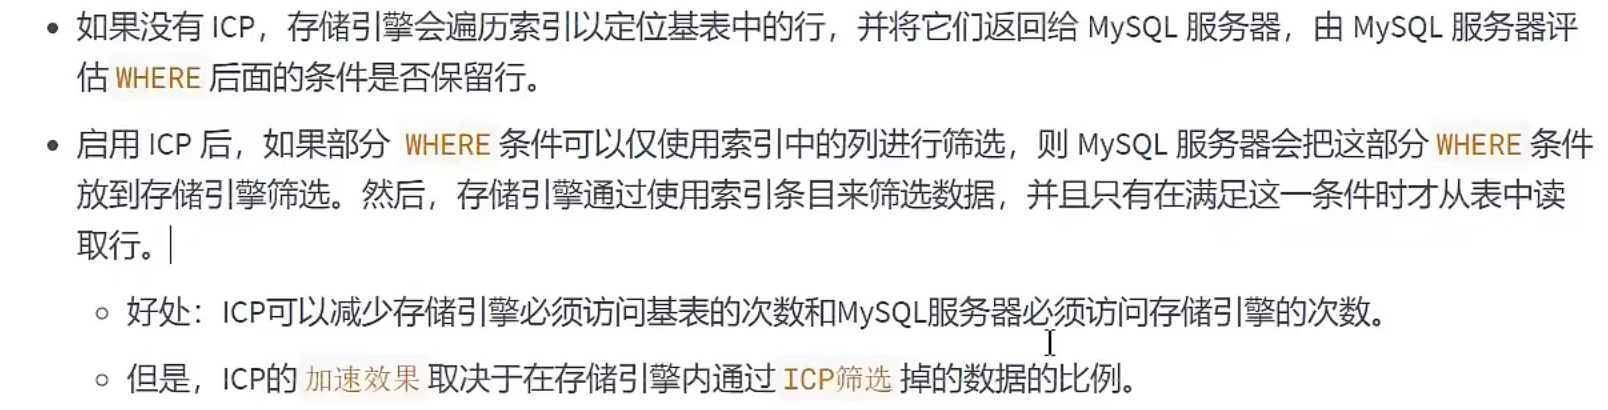 如果没有 ICP，存储引擎会遍历索引以定位基表中的行，并将它们返回给 MySQL 服务器，由 MySQL 服务器评
估 WHERE 后面的条件是否保留行。
启用 ICP 后，如果部分 WHERE 条件可以仅使用索引中的列进行筛选，则 MySQL 服务器会把这部分 WHERE 条件
放到存储引擎筛选。然后，存储引擎通过使用索引条目来筛选数据，并且只有在满足这一条件时才从表中读
取行。
好处：ICP可以减少存储引擎必须访问基表的次数和MySQL服务器必须访问存储引擎的次数。
但是，ICP的 加速效果 取决于在存储引擎内通过 ICP筛选 掉的数据的比例。